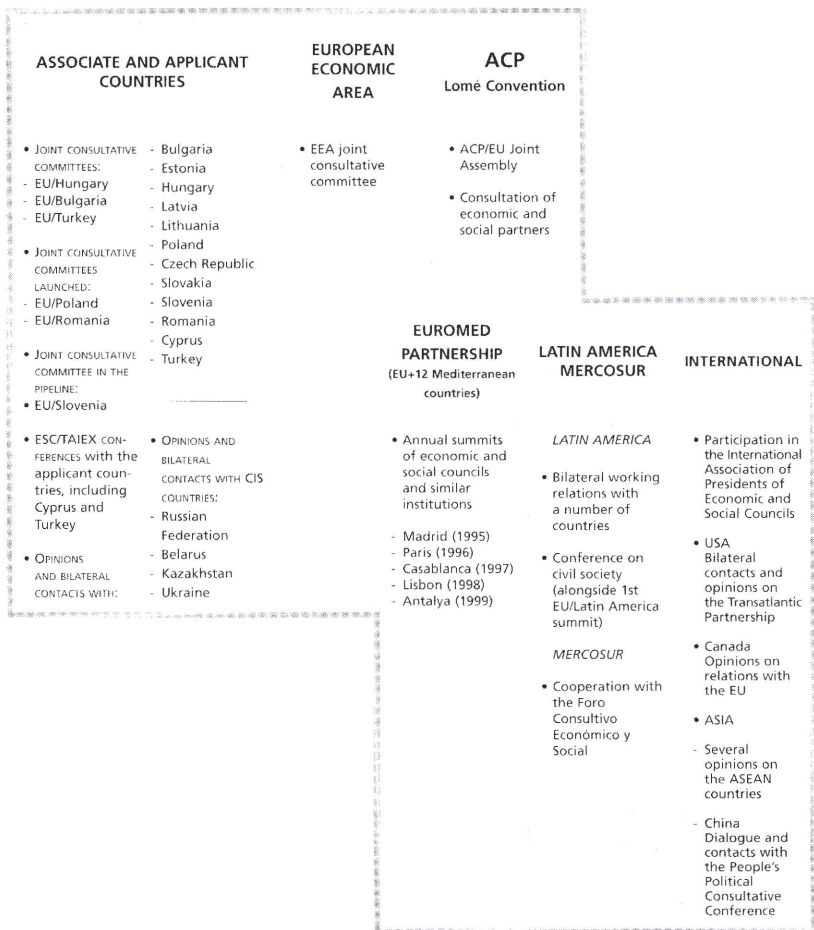 ASSOCIATE AND APPLICANT
COUNTRIES
• JOINT CONSULTATIVE
COMMITTEES:
- EU/Hungary
- EU/Bulgaria
- EU/Turkey
• JOINT CONSULTATIVE
COMMITTEES
LAUNCHED:
- EU/Poland
- EU/Romania
• JOINT CONSULTATIVE
COMMITTEE IN THE
PIPELINE:
• EU/Slovenia
• ESC/TAIEX CON-
FERENCES with the
applicant coun-
tries, including
Cyprus and
Turkey
• OPINIONS
AND BILATERAL
CONTACTS WITH:
- Bulgaria
- Estonia
- Hungary
- Latvia
- Lithuania
- Poland
- Czech Republic
- Slovakia
- Slovenia
- Romania
- Cyprus
- Turkey
• OPINIONS AND
BILATERAL
CONTACTS WITH CIS
COUNTRIES:
- Russian
Federation
- Belarus
- Kazakhstan
- Ukraine
EUROPEAN
ECONOMIC
AREA
• EEA joint
consultative
committee
ACP
Lomé Convention
• ACP/EU Joint
Assembly
• Consultation of
economic and
social partners
EUROMED
PARTNERSHIP
(EU+12 Mediterranean
countries)
• Annual summits
of economic and
social councils
and similar
institutions
- Madrid (1995)
- Paris (1996)
- Casablanca (1997)
- Lisbon (1998)
- Antalya (1999)
LATIN AMERICA
MERCOSUR
LATIN AMERICA
• Bilateral working
relations with
a number of
countries
• Conference on
civil society
(alongside 1st
EU/Latin America
summit)
MERCOSUR
• Cooperation with
the Foro
Consultivo
Económico y
Social
INTERNATIONAL
• Participation in
the International
Association of
Presidents of
Economic and
Social Councils
• USA
Bilateral
contacts and
opinions on
the Transatlantic
Partnership
• Canada
Opinions on
relations with
the EU
• ASIA
- Several
opinions on
the ASEAN
countries
- China
Dialogue and
contacts with
the People's
Political
Consultative
Conference